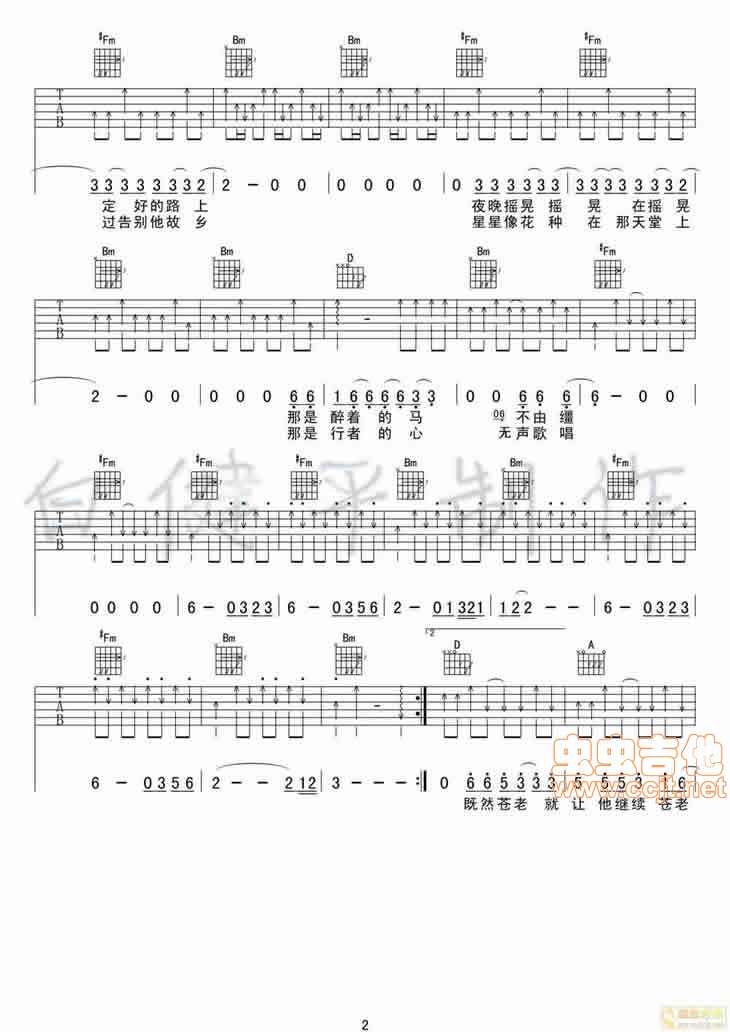 ♯Fm Bm Bm ♯Fm ♯Fm
T A B
3 3 3 3 3 3 3 3 2 | 2 - 0 0 | 0 0 0 0 | 0 3 3 3 3 3 3 | 3 3 3 3 3 3 2
定 好的路上 夜晚摇晃 摇 晃 在摇晃
过告别他故乡 星星像花 种 在 那天堂上
Bm Bm D Bm ♯Fm
T A B
2 - 0 0 | 0 0 0 6 6 | 1 6 6 6 6 3 3 | 0 0 06 6 6 | 6 - 0 0
那是 醉着 的 马 不由 缰
那是 行者 的 心 无声歌 唱
白健平制作
♯Fm ♯Fm ♯Fm Bm Bm ♯Fm
T A B
0 0 0 0 | 6 - 0 3 2 3 | 6 - 0 3 5 6 | 2 - 0 1 3 2 1 | 1 2 2 - | 6 - 0 3 2 3
12
♯Fm Bm Bm D A
T A B
6 - 0 3 5 6 | 2 - 2 1 2 | 3 - - - :| 0 6 6 5 3 3 | 5 5 5 3 6
既然苍老 就让 他继续 苍老
虫虫吉他
www.ccjt.net
2